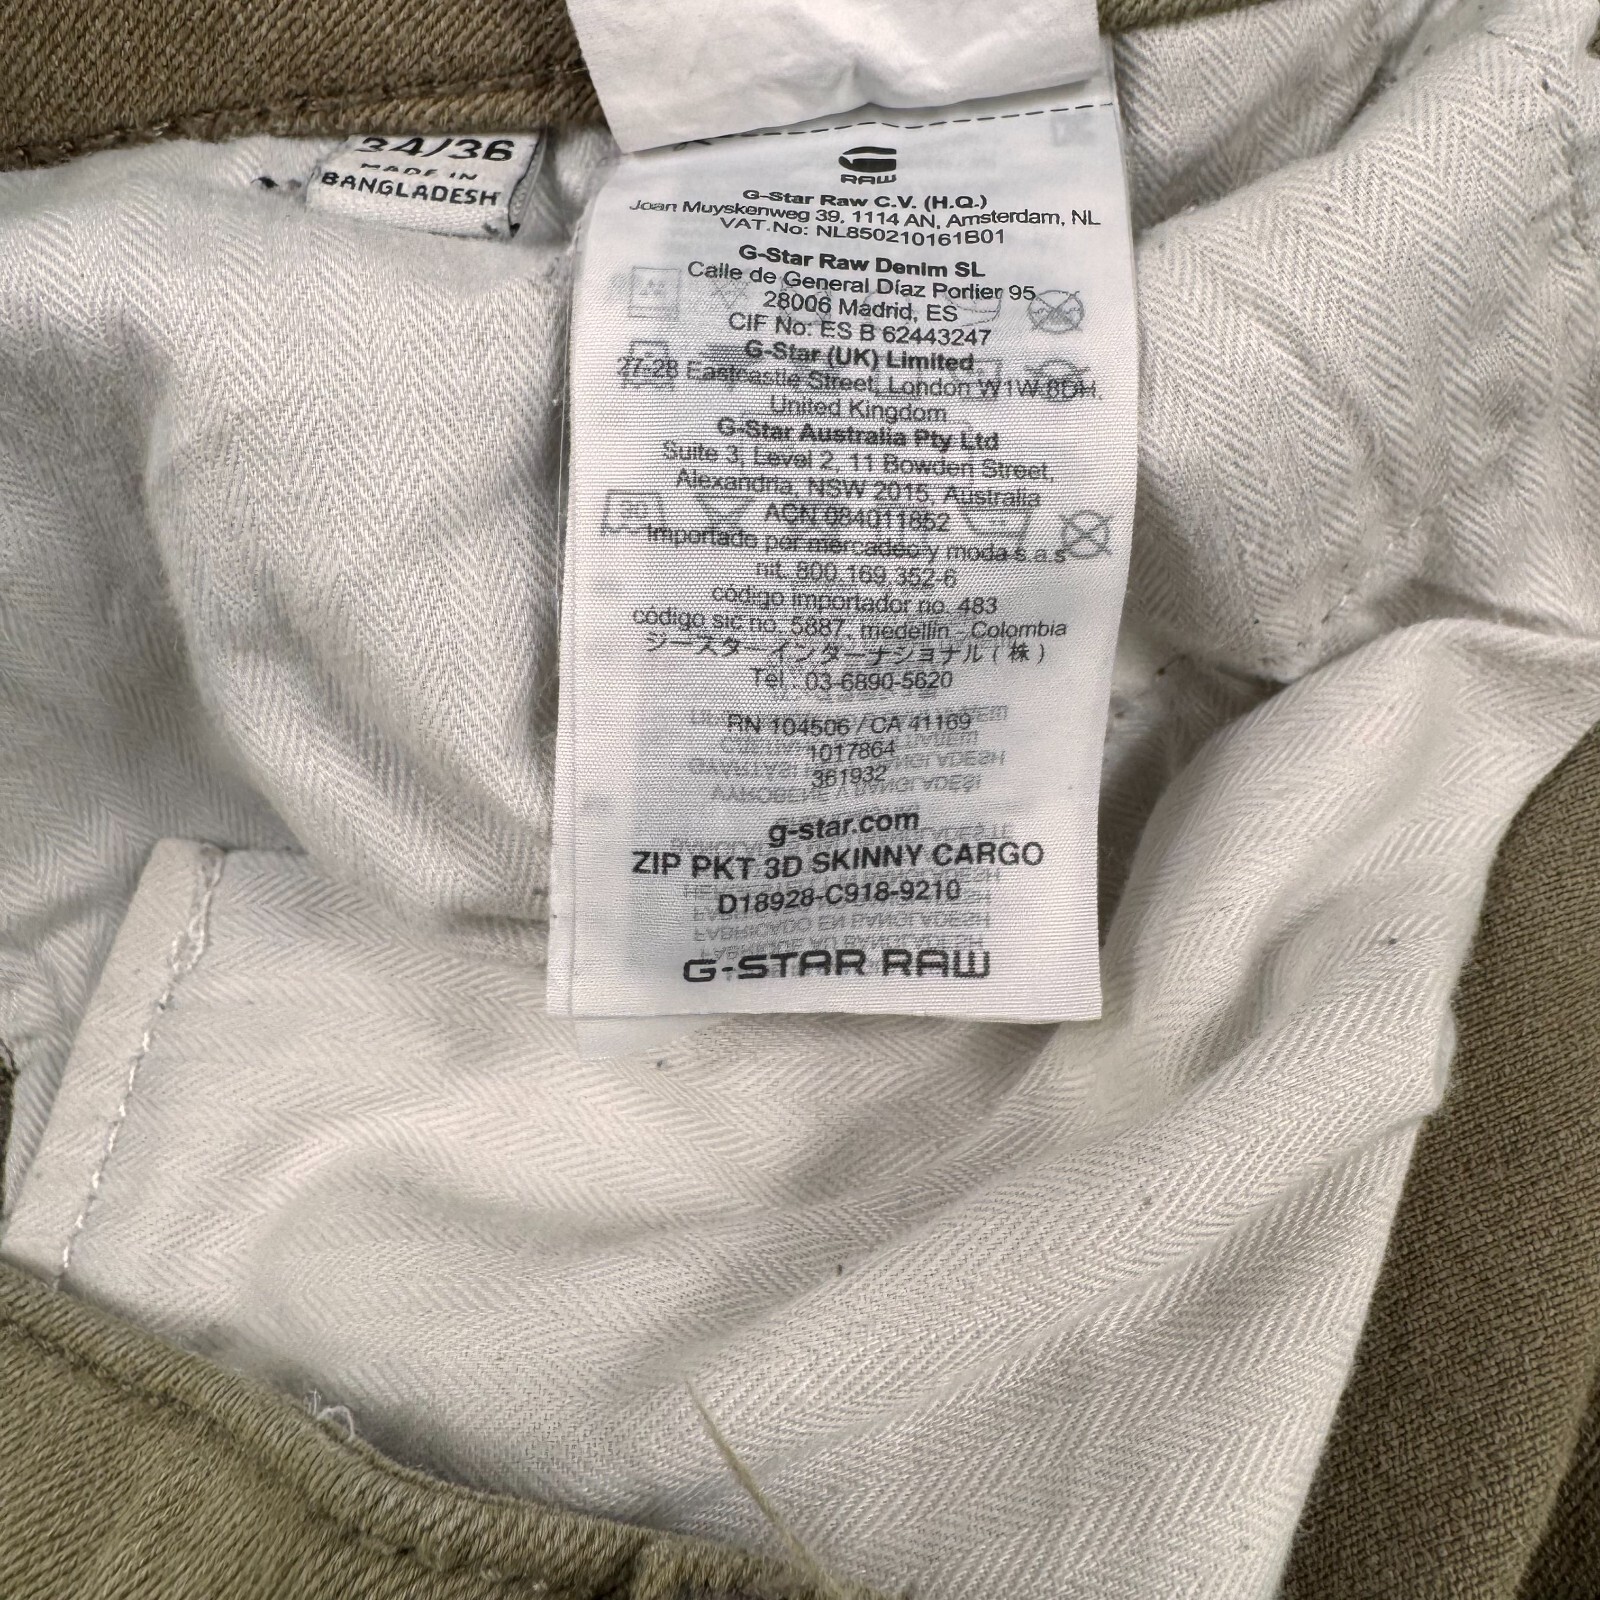 34/36
MADE IN
BANGLADESH
RAW
G-Star Raw C.V. (H.Q.)
Joan Muyskenweg 39, 1114 AN, Amsterdam, NL
VAT.No: NL850210161B01
G-Star Raw Denim SL
Calle de General Díaz Porlier 95
28006 Madrid, ES
CIF No: ES B 62443247
G-Star (UK) Limited
27-28 Eastcastle Street, London W1W 8DH,
United Kingdom
G-Star Australia Pty Ltd
Suite 3, Level 2, 11 Bowden Street,
Alexandria, NSW 2015, Australia
ACN 084011852
Importado por mercadeo y moda s.a.s
nit. 800.169.352-6
código importador no. 483
código sic no. 5887, medellin - Colombia
ジースターインターナショナル(株)
Tel.: 03-6890-5620
RN 104506 / CA 41169
1017864
361932
g-star.com
ZIP PKT 3D SKINNY CARGO
D18928-C918-9210
G-STAR RAW